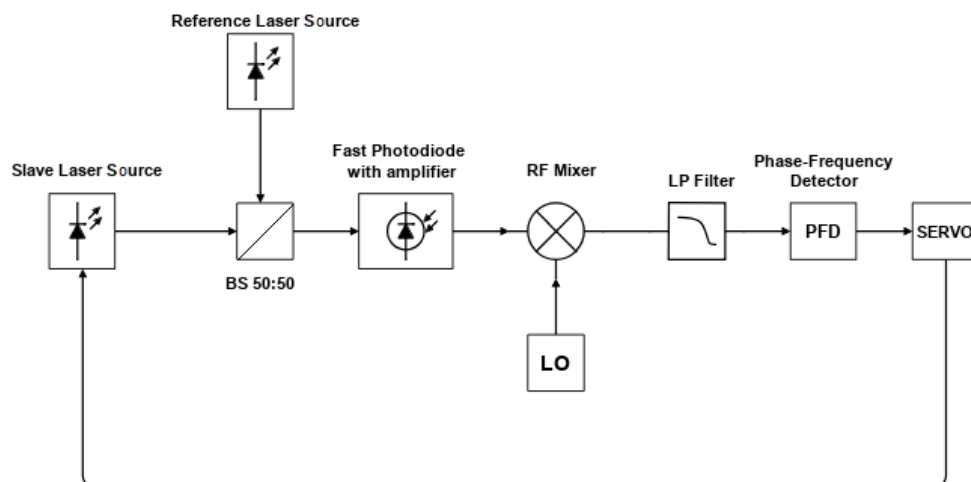 Reference Laser Source
Slave Laser Source
Fast Photodiode
with amplifier
RF Mixer
LP Filter
Phase-Frequency
Detector
PFD
SERVO
BS 50:50
LO